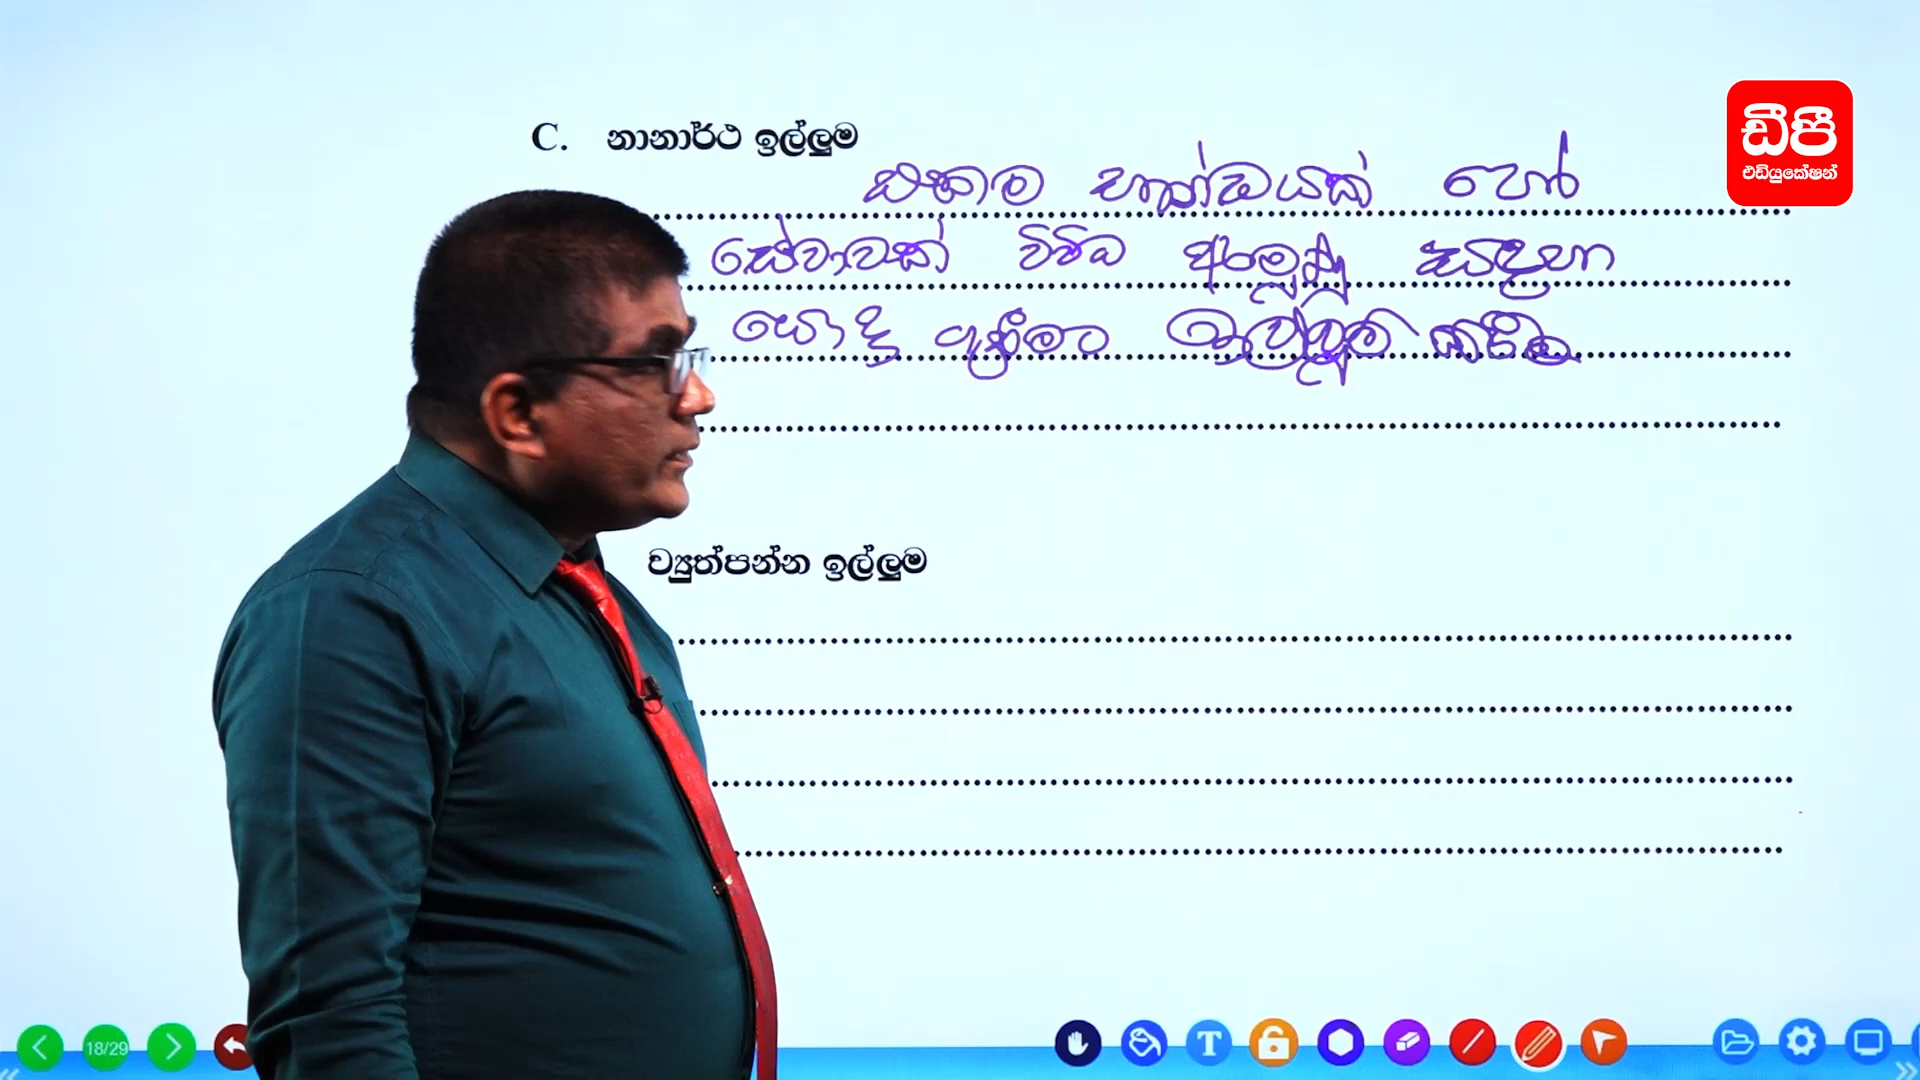 ඩීපී
එඩියුකේෂන්
C. නානාර්ථ ඉල්ලුම
එකම භාණ්ඩයක් හෝ
සේවාවක් විවිධ අරමුණු සඳහා
යොදා ගැනීමට ඉල්ලුම් කිරීම
ව්‍යුත්පන්න ඉල්ලුම
18/29
T